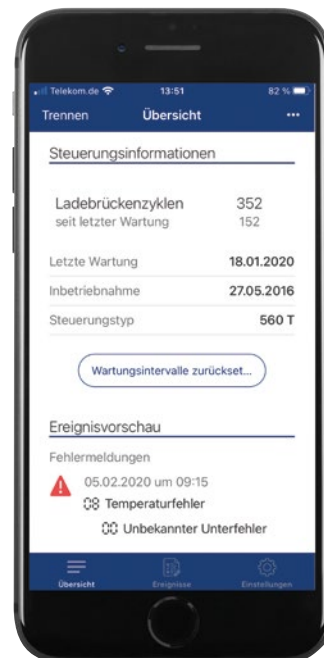 Telekom.de 13:51 82 %
Trennen Übersicht ...
Steuerungsinformationen
Ladebrückenzyklen 352
seit letzter Wartung 152
Letzte Wartung 18.01.2020
Inbetriebnahme 27.05.2016
Steuerungstyp 560 T
Wartungsintervalle zurückset...
Ereignisvorschau
Fehlermeldungen
05.02.2020 um 09:15
08 Temperaturfehler
00 Unbekannter Unterfehler
Übersicht Ereignisse Einstellungen